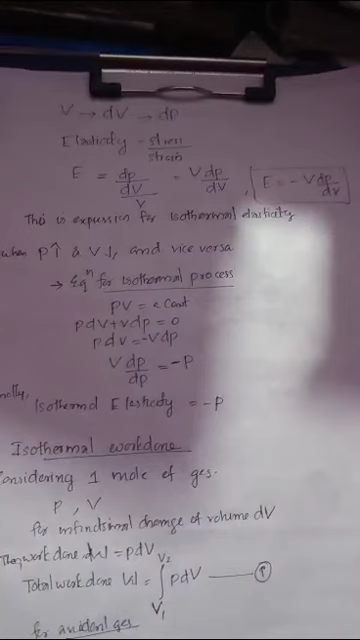 V → dV → dp
Elasticity = stress/strain
E = dp/(dV/V) = V dp/dV , E = - V dp/dV
This is expression for isothermal elasticity
when P↑ & V↓, and vice versa
→ Eqⁿ for isothermal process
PV = a Const
pdv + vdp = 0
pdv = -vdp
V dp/dp = -P
Isothermal Elasticity = -P
Isothermal workdone
Considering 1 mole of gas.
P, V
for infinitesimal change of volume dV
Then, work done dW = pdV
Total work done W = ∫ V₁ V₂ pdV —— ①
for an ideal gas